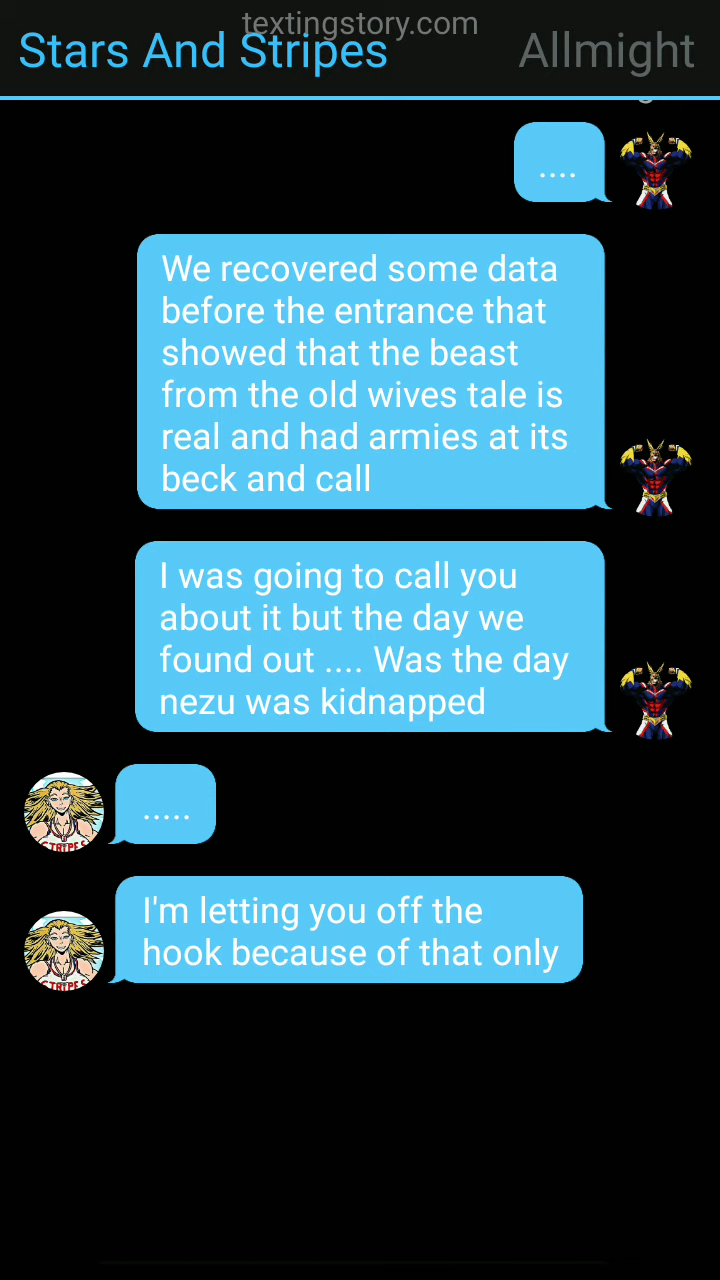 textingstory.com
Stars And Stripes
Allmight
....
We recovered some data
before the entrance that
showed that the beast
from the old wives tale is
real and had armies at its
beck and call
I was going to call you
about it but the day we
found out .... Was the day
nezu was kidnapped
.....
I'm letting you off the
hook because of that only
STRIPES
STRIPES